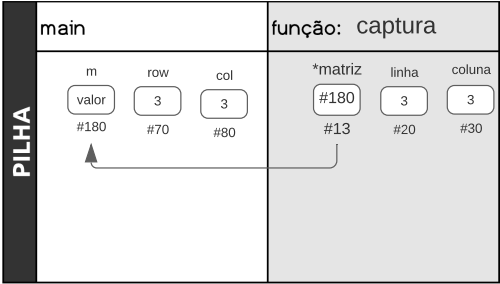 PILHA
main
função: captura
m row col
valor 3 3
#180 #70 #80
*matriz linha coluna
#180 3 3
#13 #20 #30